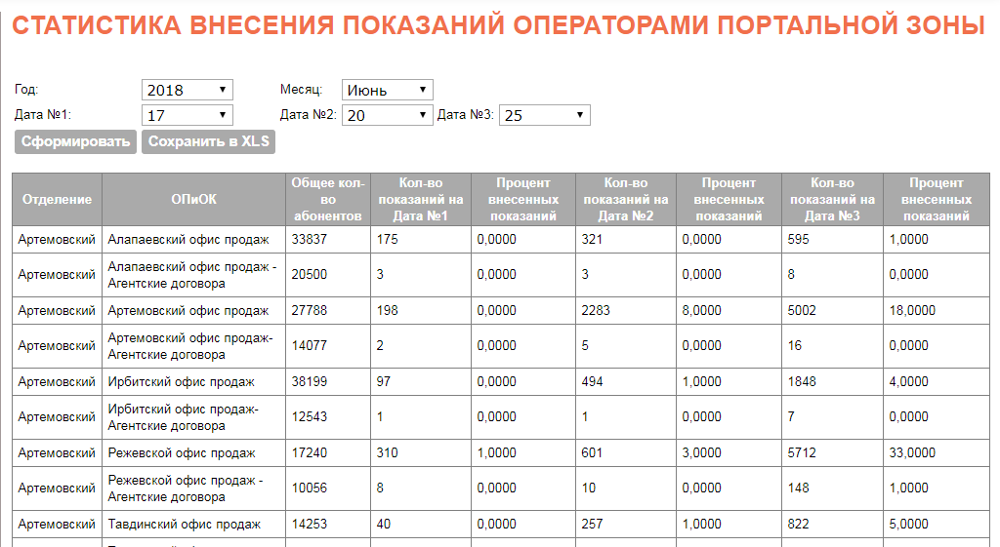 СТАТИСТИКА ВНЕСЕНИЯ ПОКАЗАНИЙ ОПЕРАТОРАМИ ПОРТАЛЬНОЙ ЗОНЫ
Год: 2018 Месяц: Июнь
Дата №1: 17 Дата №2: 20 Дата №3: 25
Сформировать Сохранить в XLS
Отделение ОПиОК Общее кол-во абонентов Кол-во показаний на Дата №1 Процент внесенных показаний Кол-во показаний на Дата №2 Процент внесенных показаний Кол-во показаний на Дата №3 Процент внесенных показаний
Артемовский Алапаевский офис продаж 33837 175 0,0000 321 0,0000 595 1,0000
Артемовский Алапаевский офис продаж - Агентские договора 20500 3 0,0000 3 0,0000 8 0,0000
Артемовский Артемовский офис продаж 27788 198 0,0000 2283 8,0000 5002 18,0000
Артемовский Артемовский офис продаж- Агентские договора 14077 2 0,0000 5 0,0000 16 0,0000
Артемовский Ирбитский офис продаж 38199 97 0,0000 494 1,0000 1848 4,0000
Артемовский Ирбитский офис продаж- Агентские договора 12543 1 0,0000 1 0,0000 7 0,0000
Артемовский Режевской офис продаж 17240 310 1,0000 601 3,0000 5712 33,0000
Артемовский Режевской офис продаж - Агентские договора 10056 8 0,0000 10 0,0000 148 1,0000
Артемовский Тавдинский офис продаж 14253 40 0,0000 257 1,0000 822 5,0000